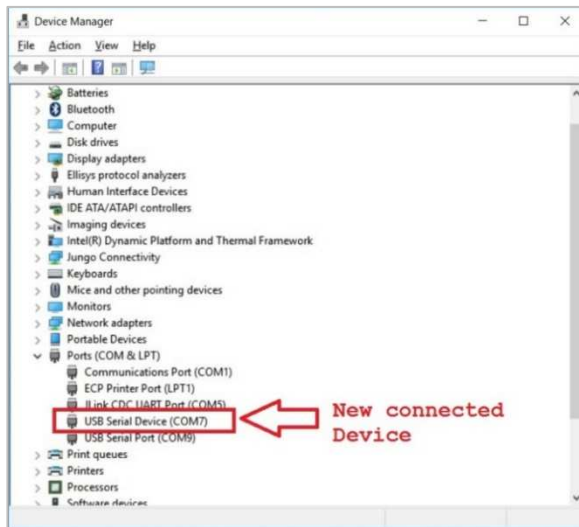 Device Manager
File Action View Help
Batteries
Bluetooth
Computer
Disk drives
Display adapters
Ellisys protocol analyzers
Human Interface Devices
IDE ATA/ATAPI controllers
Imaging devices
Intel(R) Dynamic Platform and Thermal Framework
Jungo Connectivity
Keyboards
Mice and other pointing devices
Monitors
Network adapters
Portable Devices
Ports (COM & LPT)
Communications Port (COM1)
ECP Printer Port (LPT1)
JLink CDC UART Port (COM5)
USB Serial Device (COM7)
New connected
Device
USB Serial Port (COM9)
Print queues
Printers
Processors
Software devices